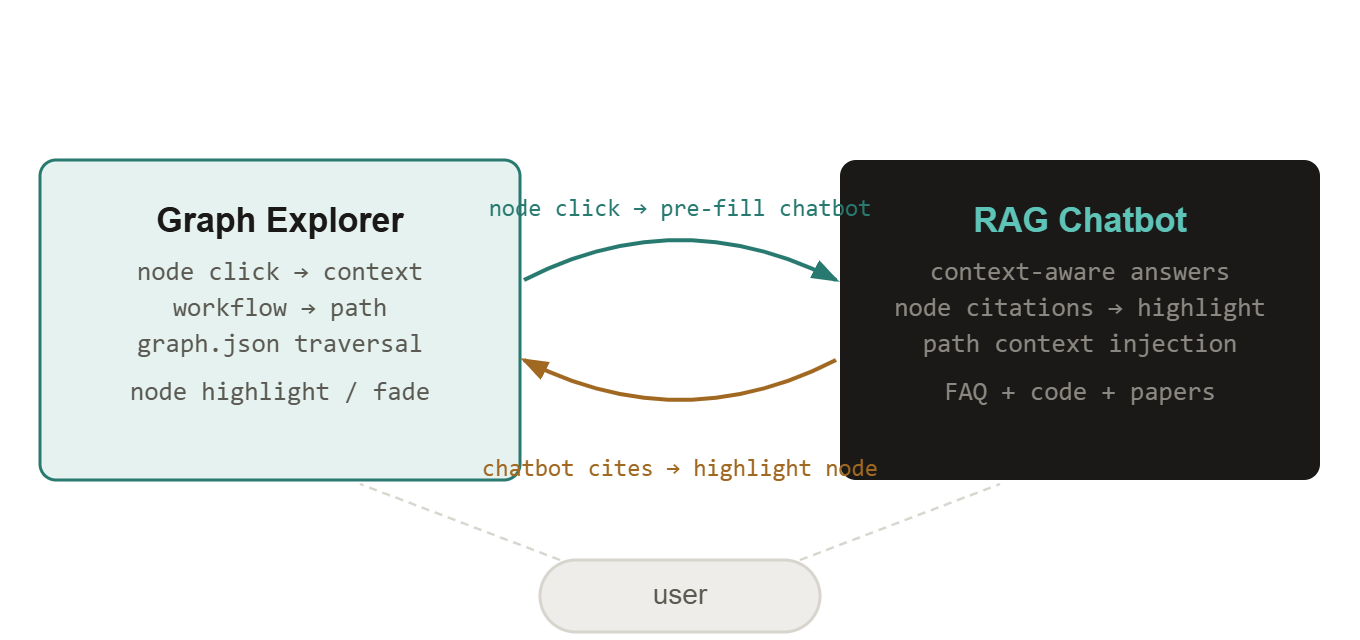 Graph Explorer
node click → context
workflow → path
graph.json traversal
node highlight / fade
node click → pre-fill chatbot
chatbot cites → highlight node
RAG Chatbot
context-aware answers
node citations → highlight
path context injection
FAQ + code + papers
user